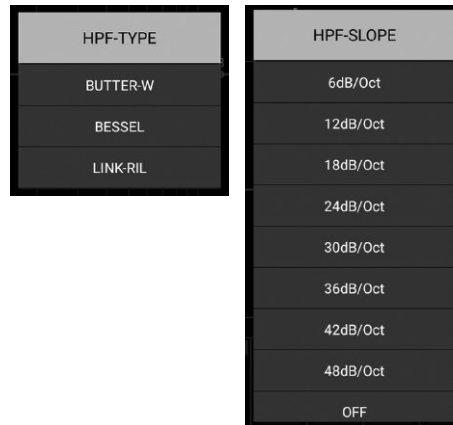 HPF-TYPE
BUTTER-W
BESSEL
LINK-RIL
HPF-SLOPE
6dB/Oct
12dB/Oct
18dB/Oct
24dB/Oct
30dB/Oct
36dB/Oct
42dB/Oct
48dB/Oct
OFF